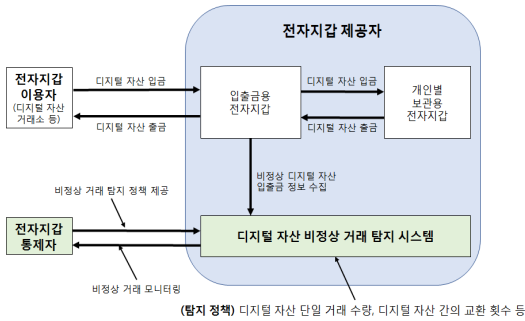 전자지갑 제공자
전자지갑
이용자
(디지털 자산
거래소 등)
디지털 자산 입금
디지털 자산 출금
입출금용
전자지갑
디지털 자산 입금
디지털 자산 출금
개인별
보관용
전자지갑
비정상 디지털 자산
입출금 정보 수집
비정상 거래 탐지 정책 제공
전자지갑
통제자
디지털 자산 비정상 거래 탐지 시스템
비정상 거래 모니터링
(탐지 정책) 디지털 자산 단일 거래 수량, 디지털 자산 간의 교환 횟수 등